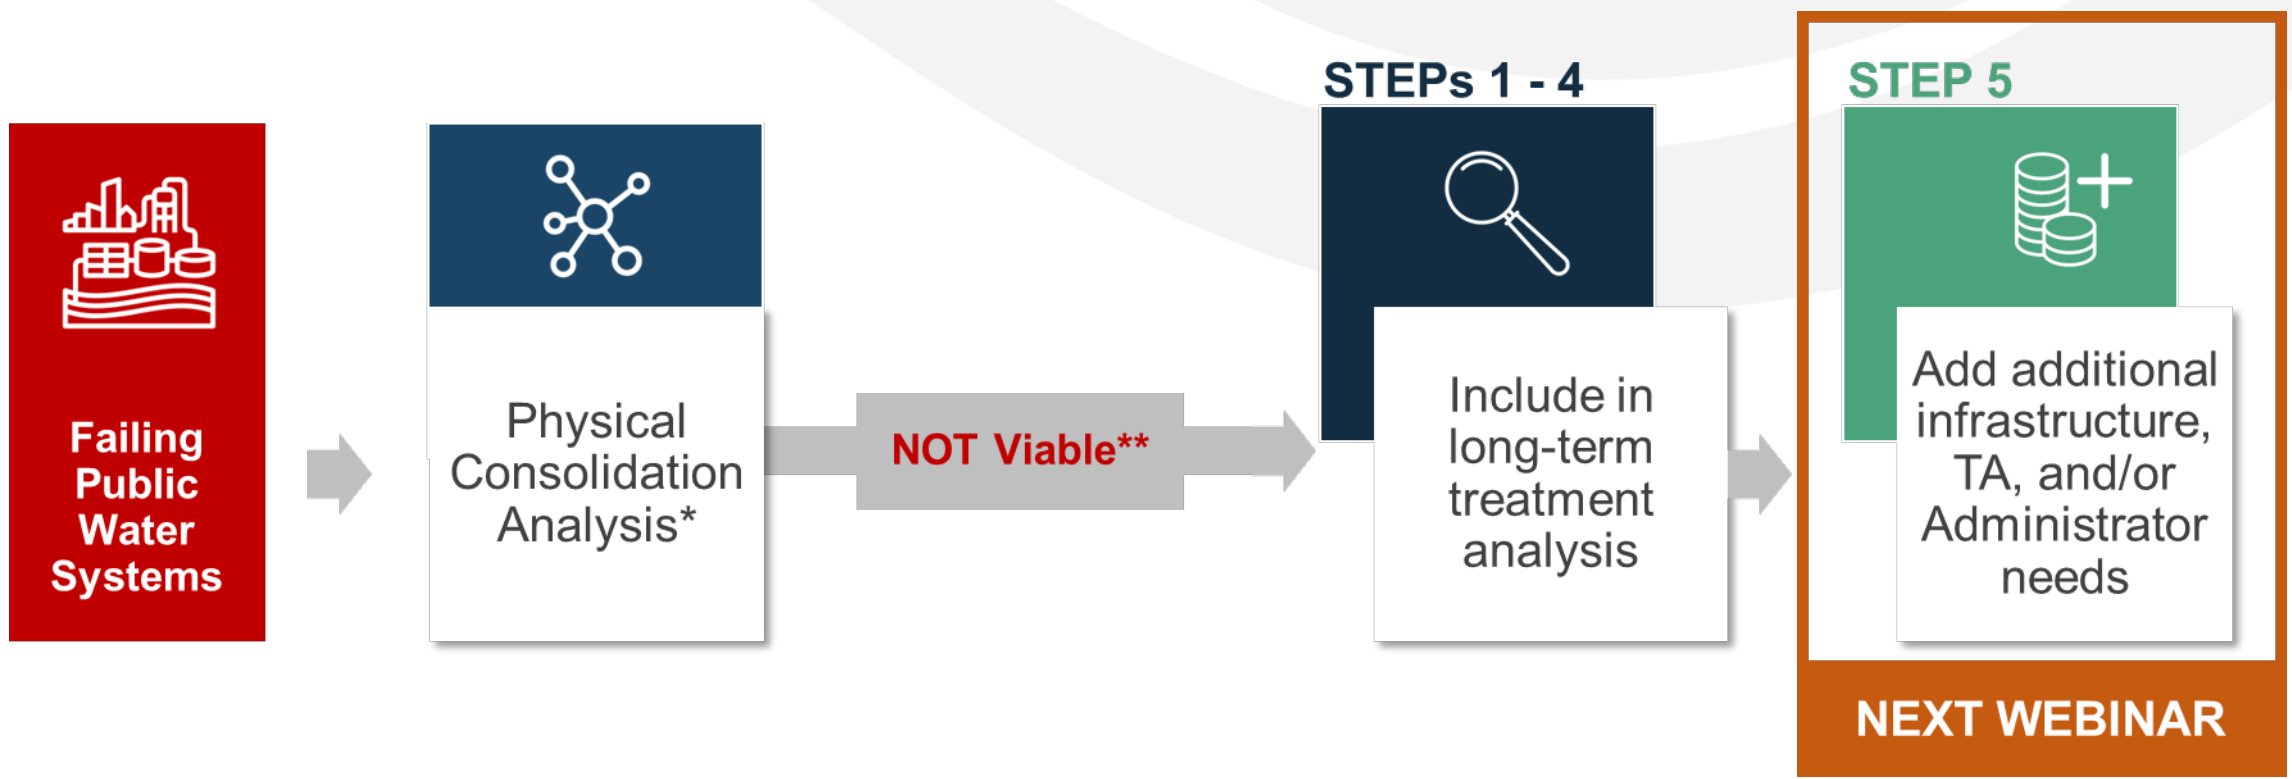 Failing
Public
Water
Systems
Physical
Consolidation
Analysis*
NOT Viable**
STEPs 1 - 4
Include in
long-term
treatment
analysis
STEP 5
Add additional
infrastructure,
TA, and/or
Administrator
needs
NEXT WEBINAR